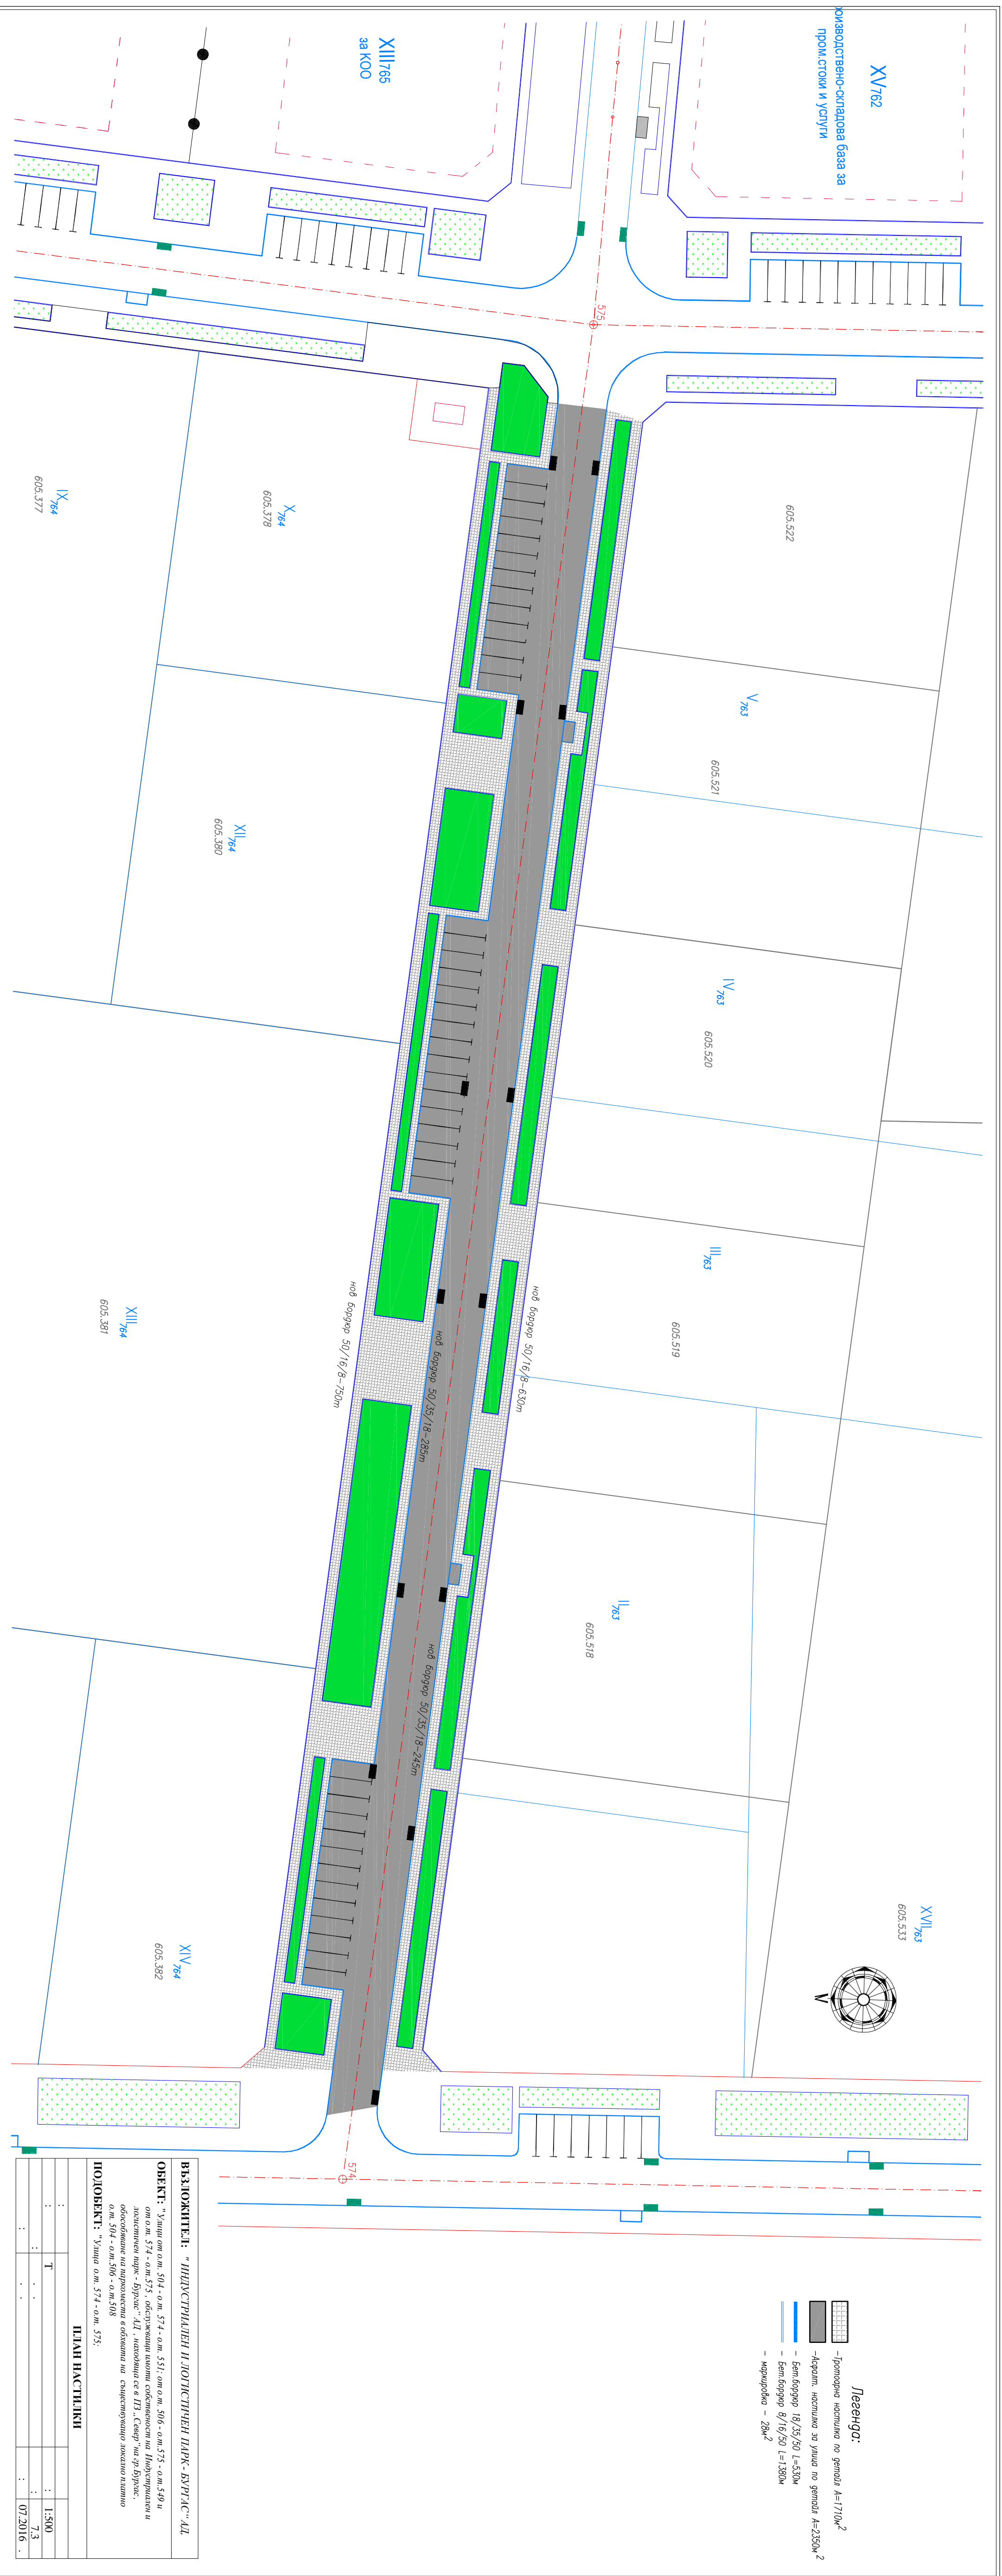 XV762
производствено-складова база за
пром.стоки и услуги
XIII765
за КОО
575
605.522
V763
605.521
IV763
605.520
III763
605.519
II763
605.518
XVII763
605.533
IX764
605.377
X764
605.378
XII764
605.380
XIII764
605.381
XIV764
605.382
нов бордюр 50/16/8-630m
нов бордюр 50/35/18-285m
нов бордюр 50/16/8-750m
нов бордюр 50/35/18-245m
574
Легенда:
-Тротоарна настилка по детайл А=1710м2
-Асфалт. настилка за улица по детайл А=2350м2
- Бет.бордюр 18/35/50 L=530м
- Бет.бордюр 8/16/50 L=1380м
- маркировка - 28м2
ВЪЗЛОЖИТЕЛ: " ИНДУСТРИАЛЕН И ЛОГИСТИЧЕН ПАРК - БУРГАС" АД
ОБЕКТ: "Улици от о.т. 504 - о.т. 574 - о.т. 551; от о.т. 506 - о.т. 575 - о.т. 549 и
от о.т. 574 - о.т. 575 , обслужващи имоти собственост на Индустриален и
логистичен парк - Бургас" АД , находящи се в ПЗ „Север" на гр.Бургас,
обособяване на паркоместа в обхвата на съществуващо локално платно
о.т. 504 - о.т. 506 - о.т. 508
ПОДОБЕКТ: "Улица о.т. 574 - о.т. 575:
ПЛАН НАСТИЛКИ
: Т : 1:500
: : 7.3
: : 07.2016 .